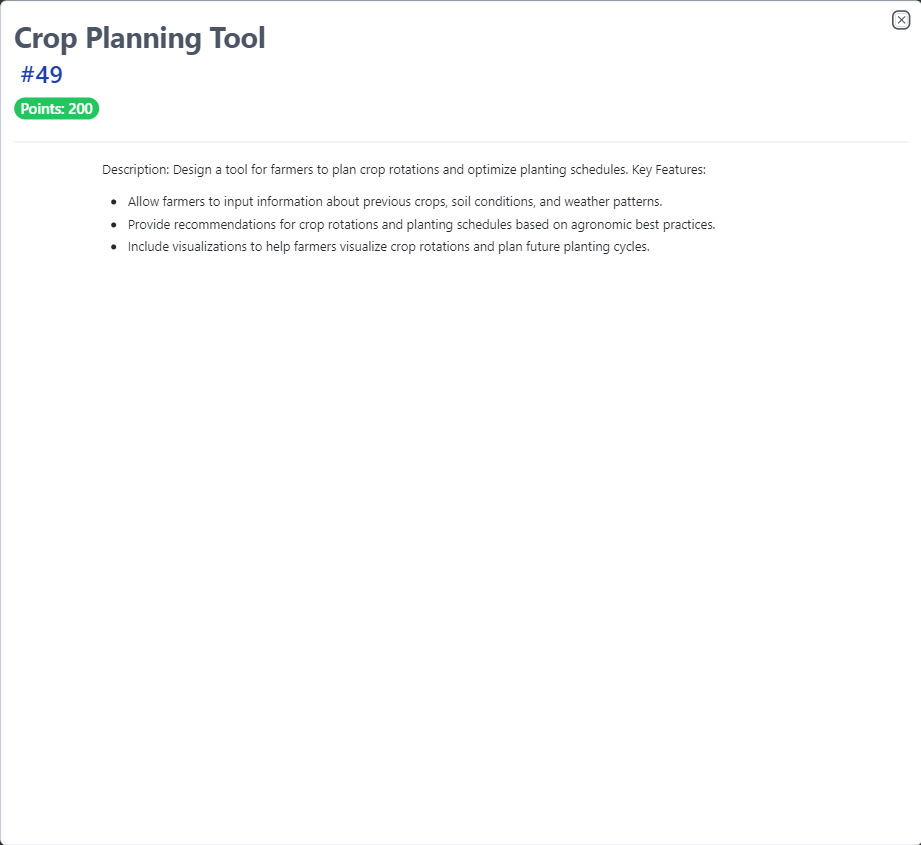 Crop Planning Tool
#49
Points: 200
Description: Design a tool for farmers to plan crop rotations and optimize planting schedules. Key Features:
• Allow farmers to input information about previous crops, soil conditions, and weather patterns.
• Provide recommendations for crop rotations and planting schedules based on agronomic best practices.
• Include visualizations to help farmers visualize crop rotations and plan future planting cycles.